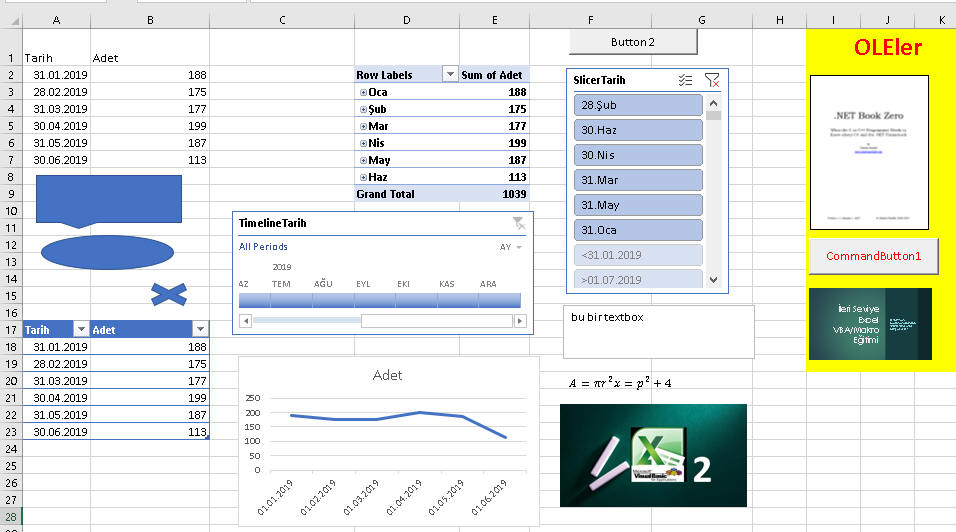 A B C D E F G H I J K
1 Tarih Adet
2 31.01.2019 188
3 28.02.2019 175
4 31.03.2019 177
5 30.04.2019 199
6 31.05.2019 187
7 30.06.2019 113
8
9
10
11
12
13
14
15
16
17 Tarih Adet
18 31.01.2019 188
19 28.02.2019 175
20 31.03.2019 177
21 30.04.2019 199
22 31.05.2019 187
23 30.06.2019 113
24
25
26
27
28
Row Labels Sum of Adet
Oca 188
Şub 175
Mar 177
Nis 199
May 187
Haz 113
Grand Total 1039
TimelineTarih
All Periods AY
2019
AZ TEM AĞU EYL EKİ KAS ARA
Adet
250
200
150
100
50
0
01.01.2019 01.02.2019 01.03.2019 01.04.2019 01.05.2019 01.06.2019
Button 2
SlicerTarih
28.Şub
30.Haz
30.Nis
31.Mar
31.May
31.Oca
<31.01.2019
>01.07.2019
bu bir textbox
A = πr²x = p² + 4
Microsoft
Visual Basic
2
OLEler
.NET Book Zero
CommandButton1
İleri Seviye
Excel
VBA/Makro
Eğitimi